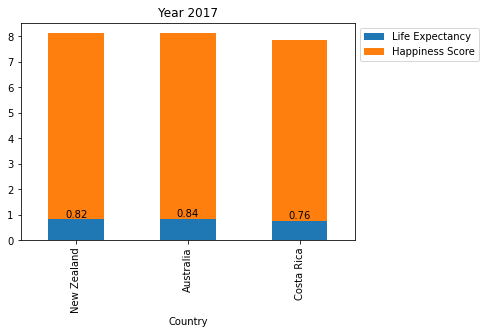 Year 2017
8
7
6
5
4
3
2
1
0
0.82
0.84
0.76
New Zealand
Australia
Costa Rica
Country
Life Expectancy
Happiness Score